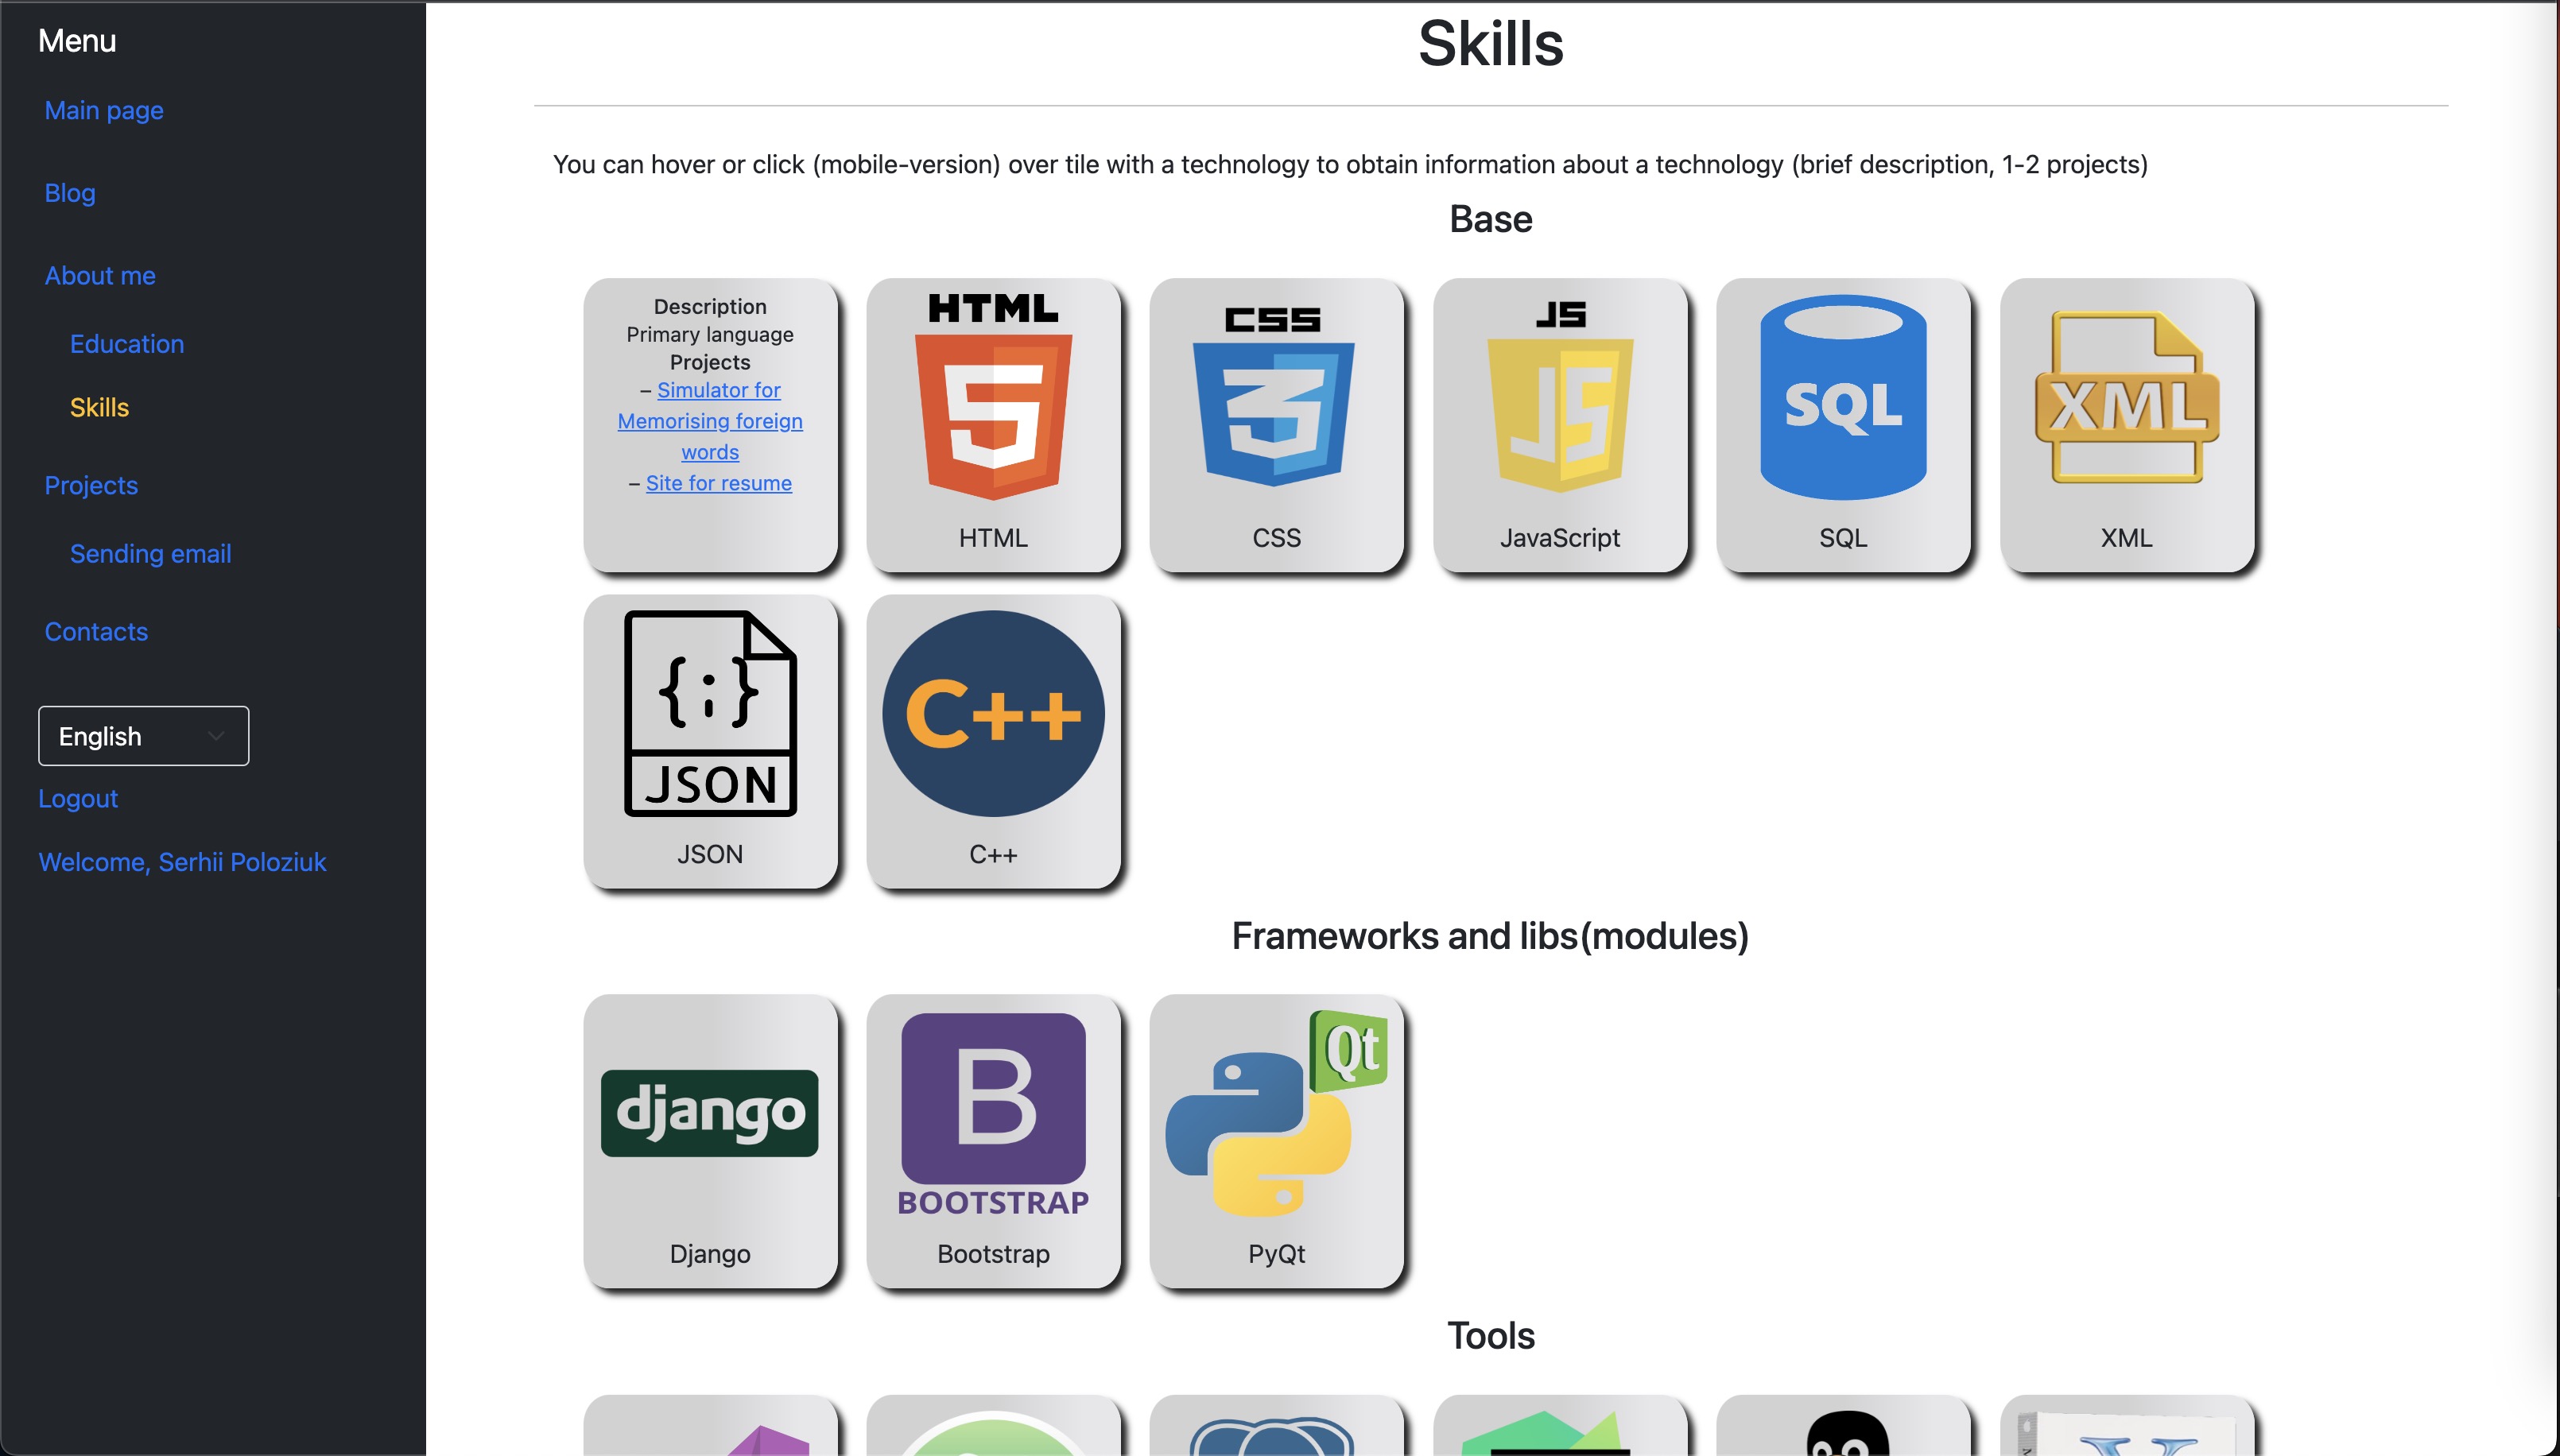 Menu
Main page
Blog
About me
Education
Skills
Projects
Sending email
Contacts
English
Logout
Welcome, Serhii Poloziuk
Skills
You can hover or click (mobile-version) over tile with a technology to obtain information about a technology (brief description, 1-2 projects)
Base
Description
Primary language
Projects
– Simulator for
Memorising foreign
words
– Site for resume
HTML
5
HTML
CSS
3
CSS
JS
JS
JavaScript
SQL
SQL
XML
XML
{;}
JSON
JSON
C++
C++
Frameworks and libs(modules)
django
Django
B
BOOTSTRAP
Bootstrap
Qt
PyQt
Tools